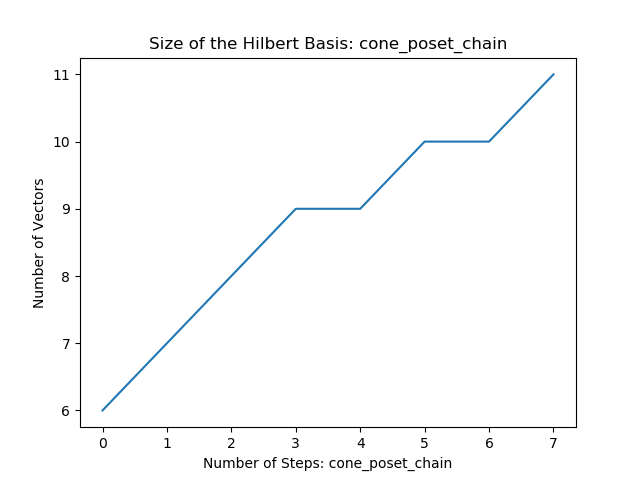 Size of the Hilbert Basis: cone_poset_chain
11
10
9
8
7
6
Number of Vectors
0 1 2 3 4 5 6 7
Number of Steps: cone_poset_chain